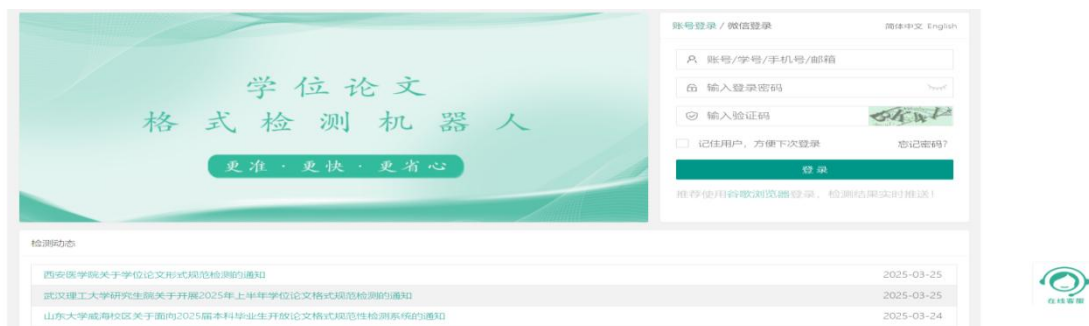 学位论文
格式检测机器人
更准·更快·更省心
账号登录 / 微信登录
简体中文 English
账号/学号/手机号/邮箱
输入登录密码
输入验证码
记住用户，方便下次登录
忘记密码?
登录
推荐使用谷歌浏览器登录，检测结果实时推送!
检测动态
西安医学院关于学位论文形式规范检测的通知 2025-03-25
武汉理工大学研究生院关于开展2025年上半年学位论文格式规范检测的通知 2025-03-25
山东大学威海校区关于面向2025届本科毕业生开放论文格式规范性检测系统的通知 2025-03-24
在线客服